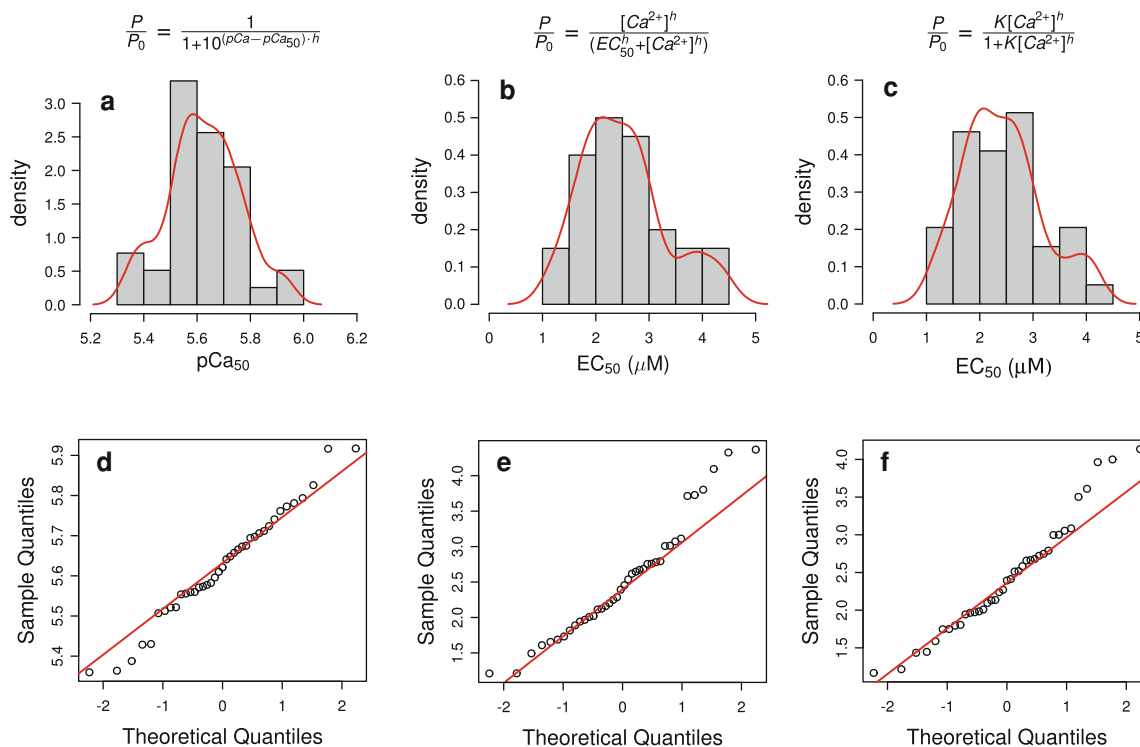 P/P₀ = 1/(1+10^((pCa−pCa₅₀)·h))
P/P₀ = [Ca²⁺]^h/(EC₅₀^h+[Ca²⁺]^h)
P/P₀ = K[Ca²⁺]^h/(1+K[Ca²⁺]^h)
a
density
0.0 0.5 1.0 1.5 2.0 2.5 3.0
5.2 5.4 5.6 5.8 6.0 6.2
pCa₅₀
b
density
0.0 0.1 0.2 0.3 0.4 0.5 0.6
0 1 2 3 4 5
EC₅₀ (μM)
c
density
0.0 0.1 0.2 0.3 0.4 0.5 0.6
0 1 2 3 4 5
EC₅₀ (μM)
d
Sample Quantiles
5.4 5.5 5.6 5.7 5.8 5.9
-2 -1 0 1 2
Theoretical Quantiles
e
Sample Quantiles
1.5 2.0 2.5 3.0 3.5 4.0
-2 -1 0 1 2
Theoretical Quantiles
f
Sample Quantiles
1.5 2.0 2.5 3.0 3.5 4.0
-2 -1 0 1 2
Theoretical Quantiles